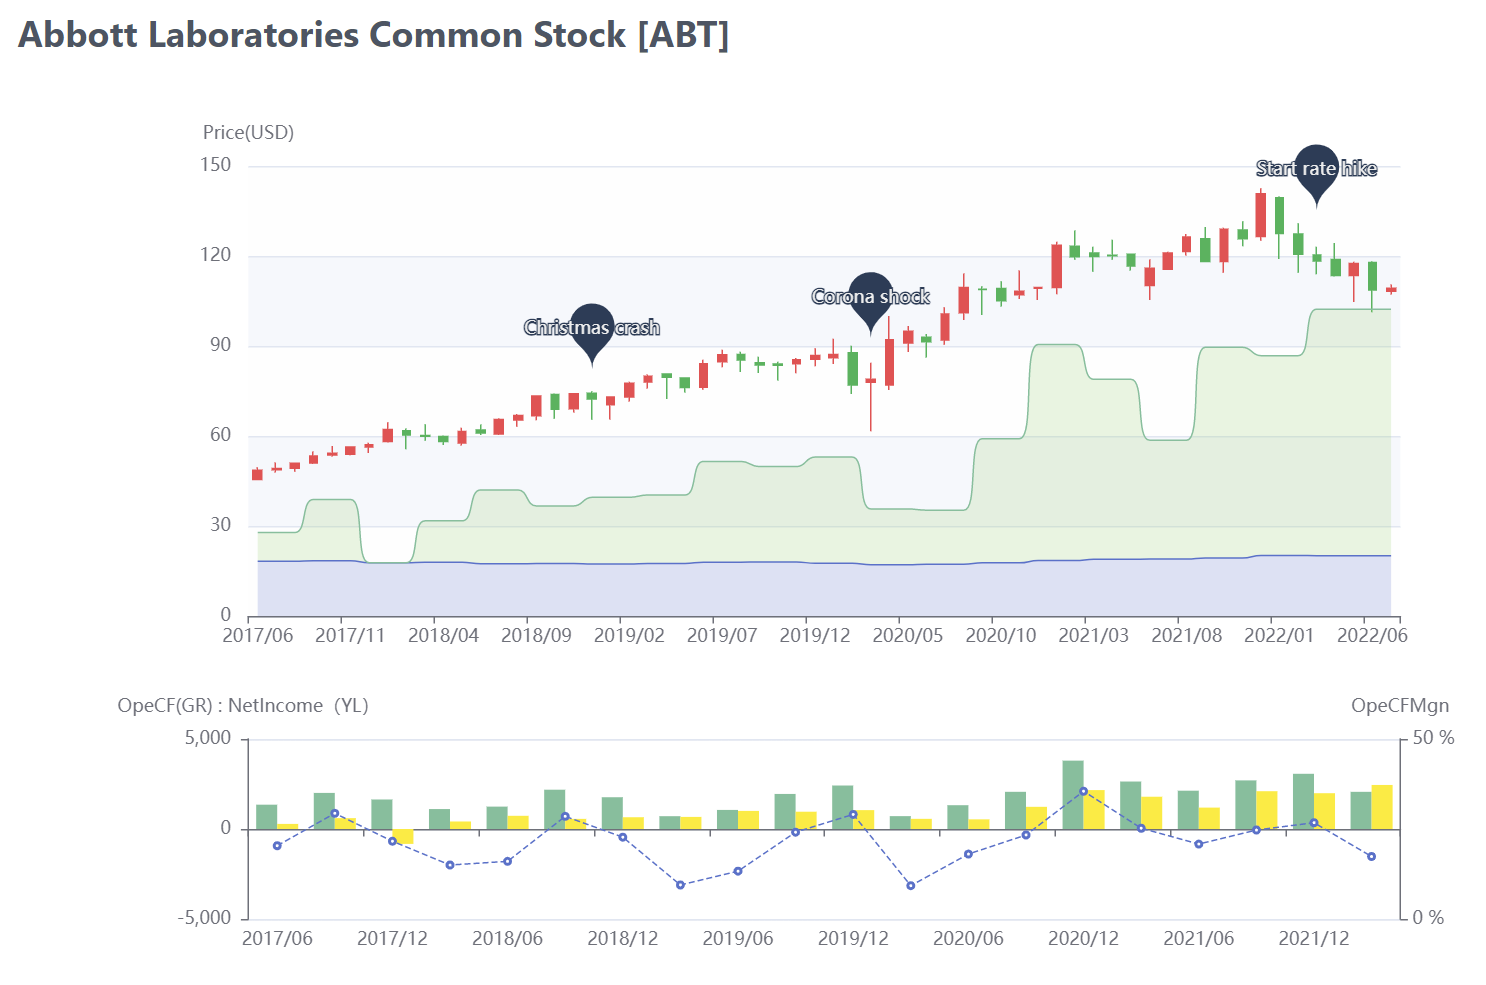 Abbott Laboratories Common Stock [ABT]
Price(USD)
150
120
90
60
30
0
Start rate hike
Corona shock
Christmas crash
2017/06 2017/11 2018/04 2018/09 2019/02 2019/07 2019/12 2020/05 2020/10 2021/03 2021/08 2022/01 2022/06
OpeCF(GR) : NetIncome (YL)
OpeCFMgn
5,000
0
-5,000
50 %
0 %
2017/06 2017/12 2018/06 2018/12 2019/06 2019/12 2020/06 2020/12 2021/06 2021/12